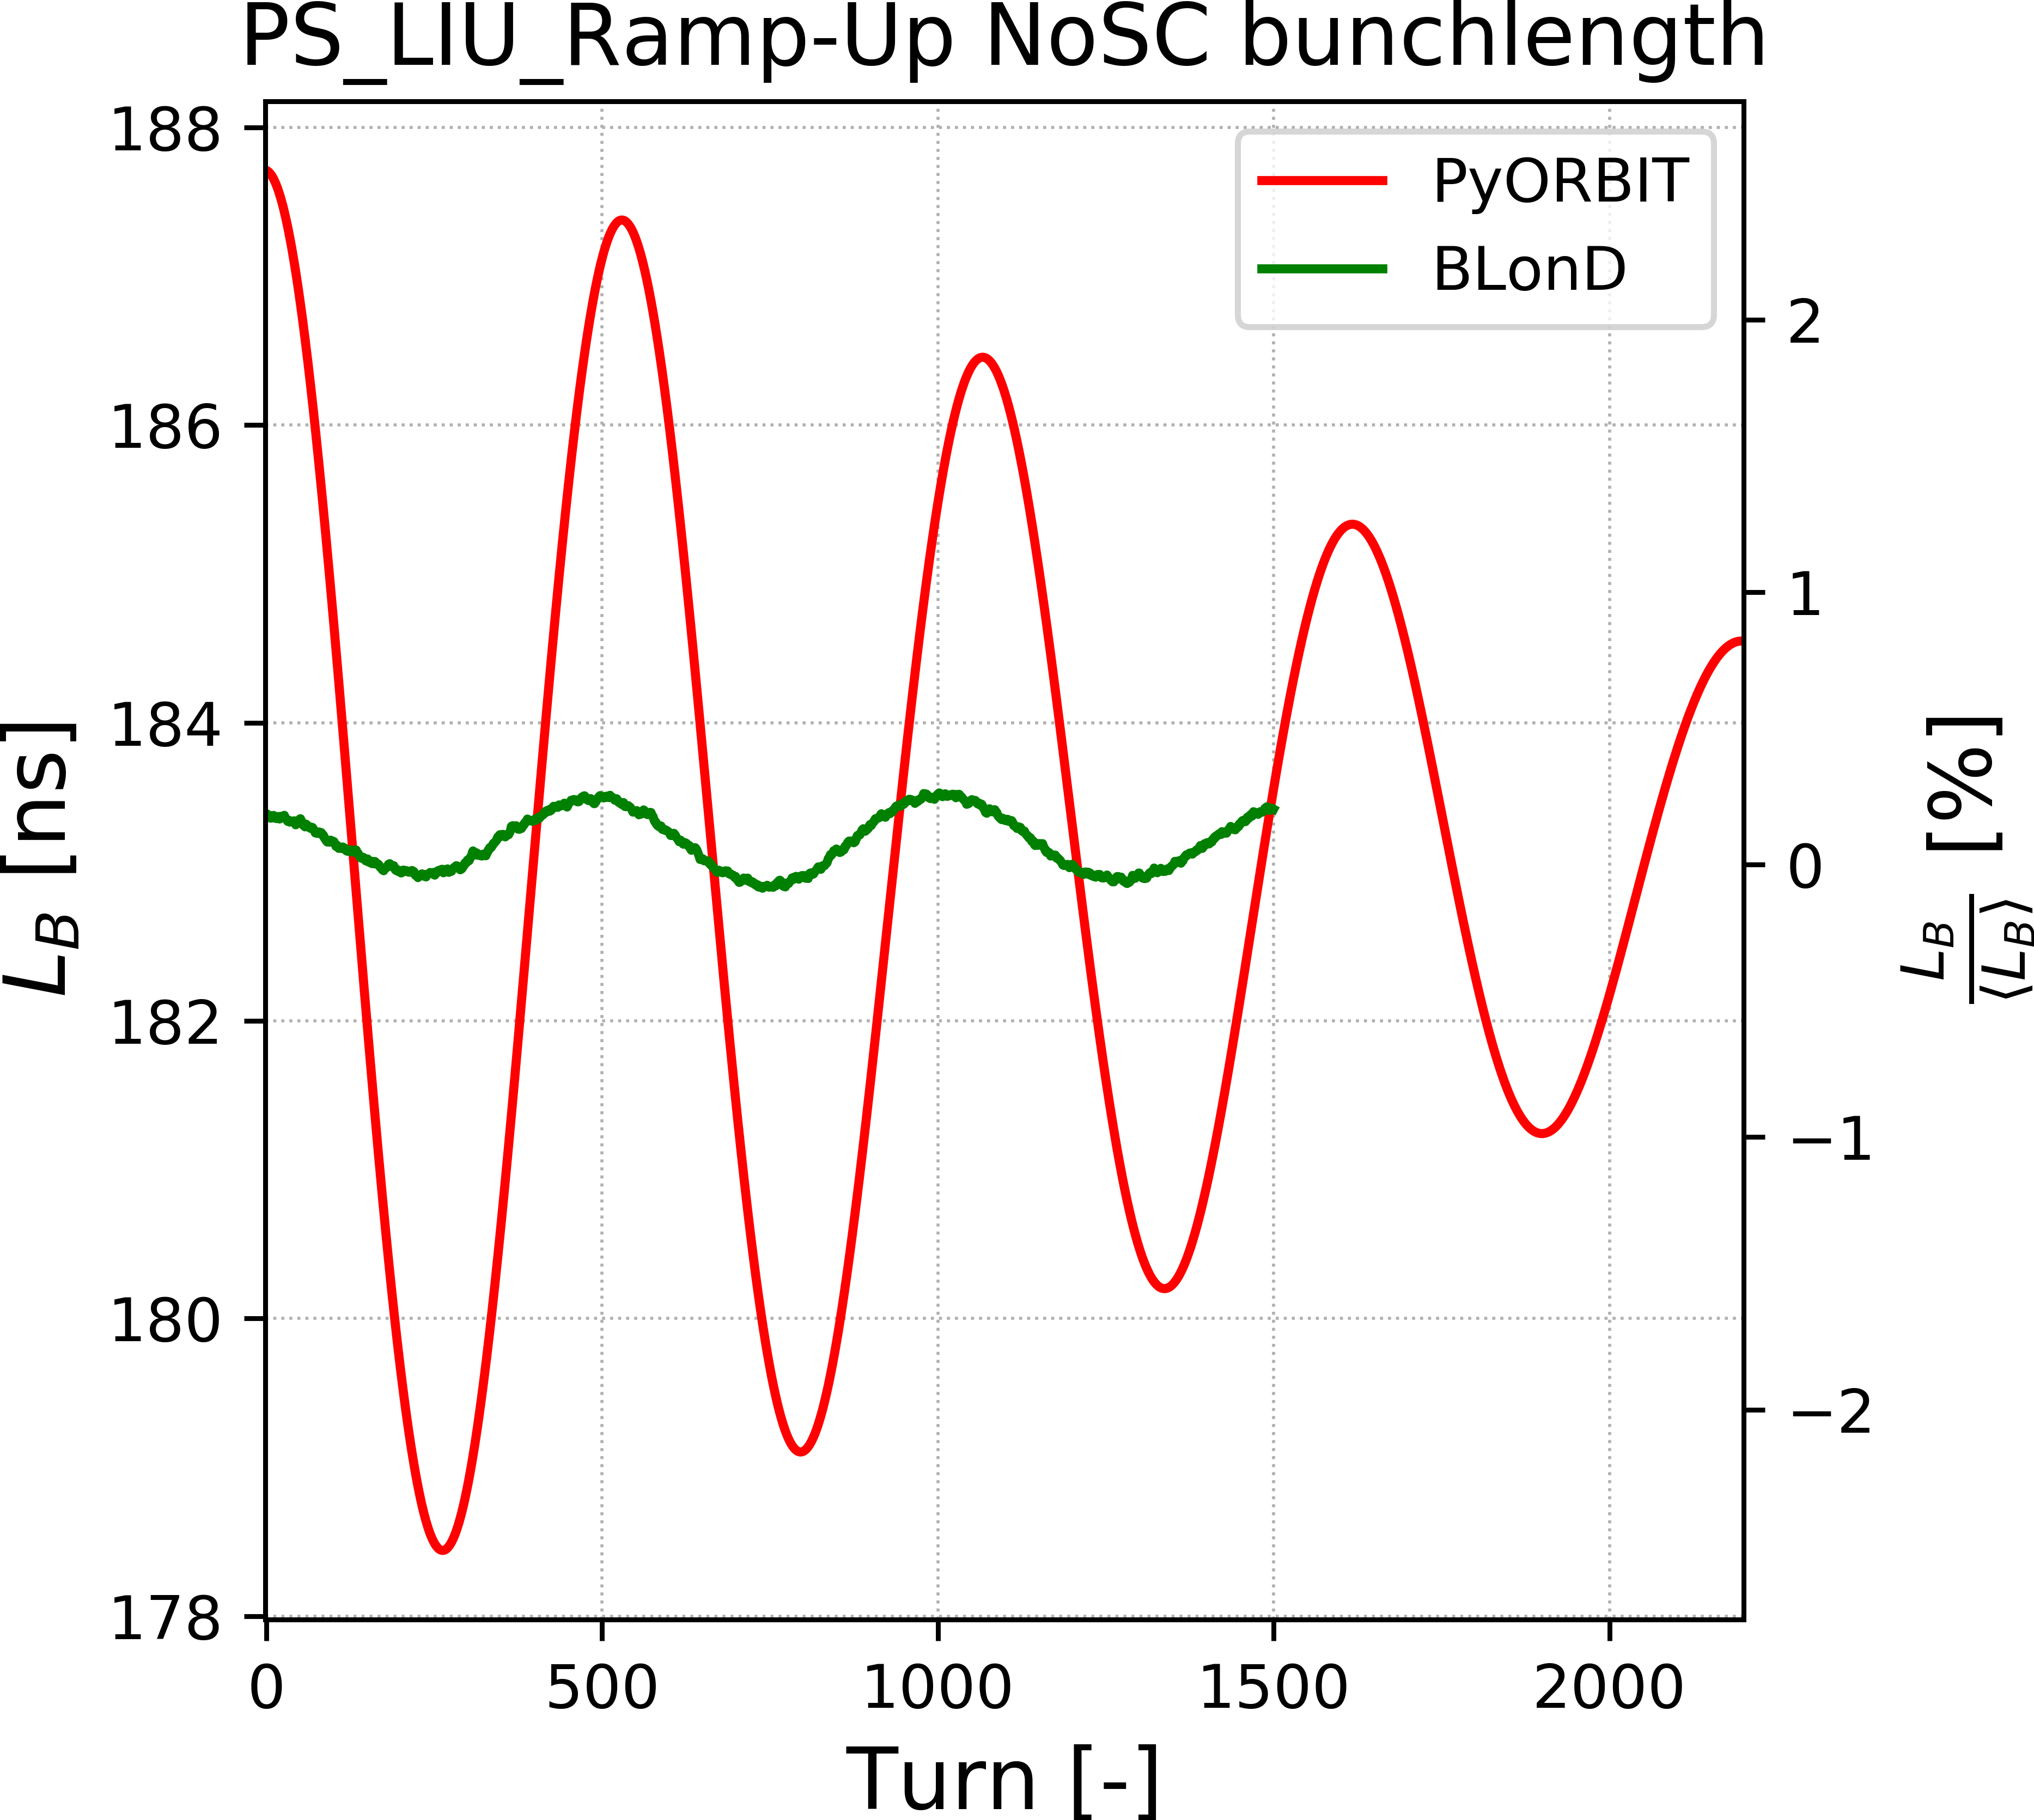 PS_LIU_Ramp-Up NoSC bunchlength
188
186
184
182
180
178
L_B [ns]
PyORBIT
BLonD
2
1
0
−1
−2
L_B / ⟨L_B⟩ [%]
0 500 1000 1500 2000
Turn [-]